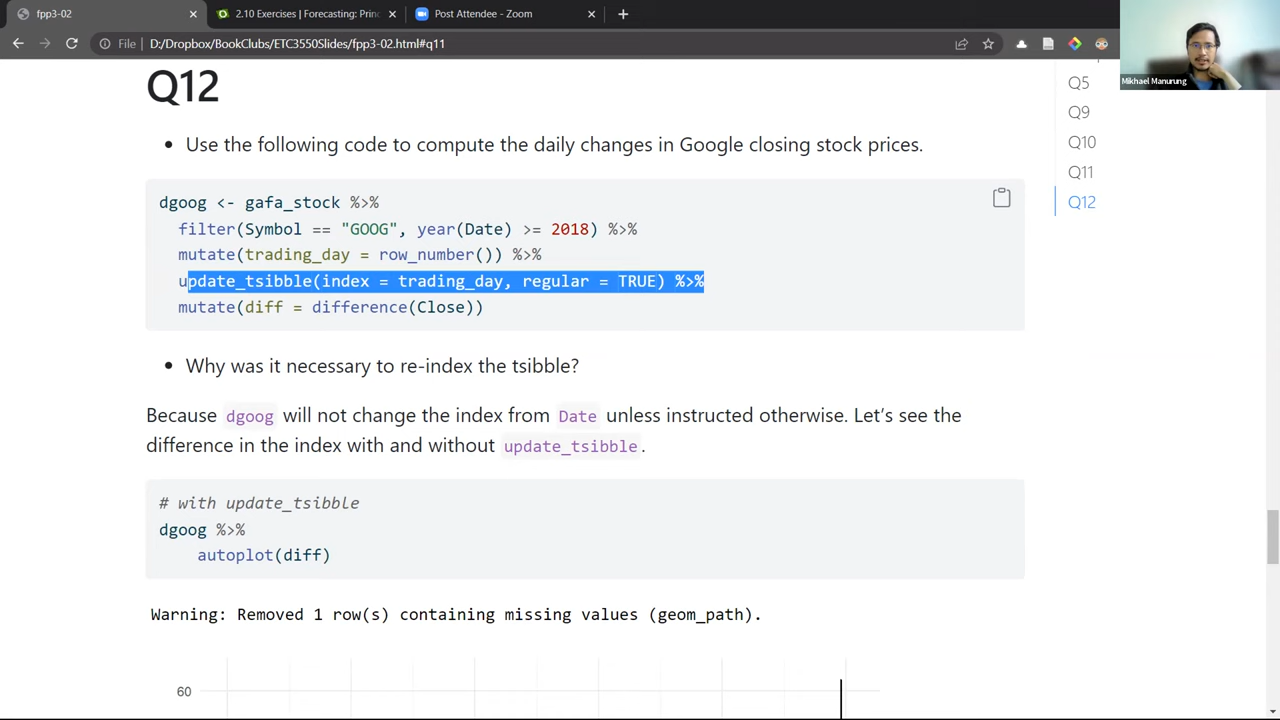 fpp3-02
2.10 Exercises | Forecasting: Prin
Post Attendee - Zoom
File D:/Dropbox/BookClubs/ETC3550Slides/fpp3-02.html#q11
Mikhael Manurung
Q12
Q5
Q9
Q10
Q11
Q12
• Use the following code to compute the daily changes in Google closing stock prices.
dgoog <- gafa_stock %>%
filter(Symbol == "GOOG", year(Date) >= 2018) %>%
mutate(trading_day = row_number()) %>%
update_tsibble(index = trading_day, regular = TRUE) %>%
mutate(diff = difference(Close))
• Why was it necessary to re-index the tsibble?
Because dgoog will not change the index from Date unless instructed otherwise. Let’s see the
difference in the index with and without update_tsibble.
# with update_tsibble
dgoog %>%
autoplot(diff)
Warning: Removed 1 row(s) containing missing values (geom_path).
60